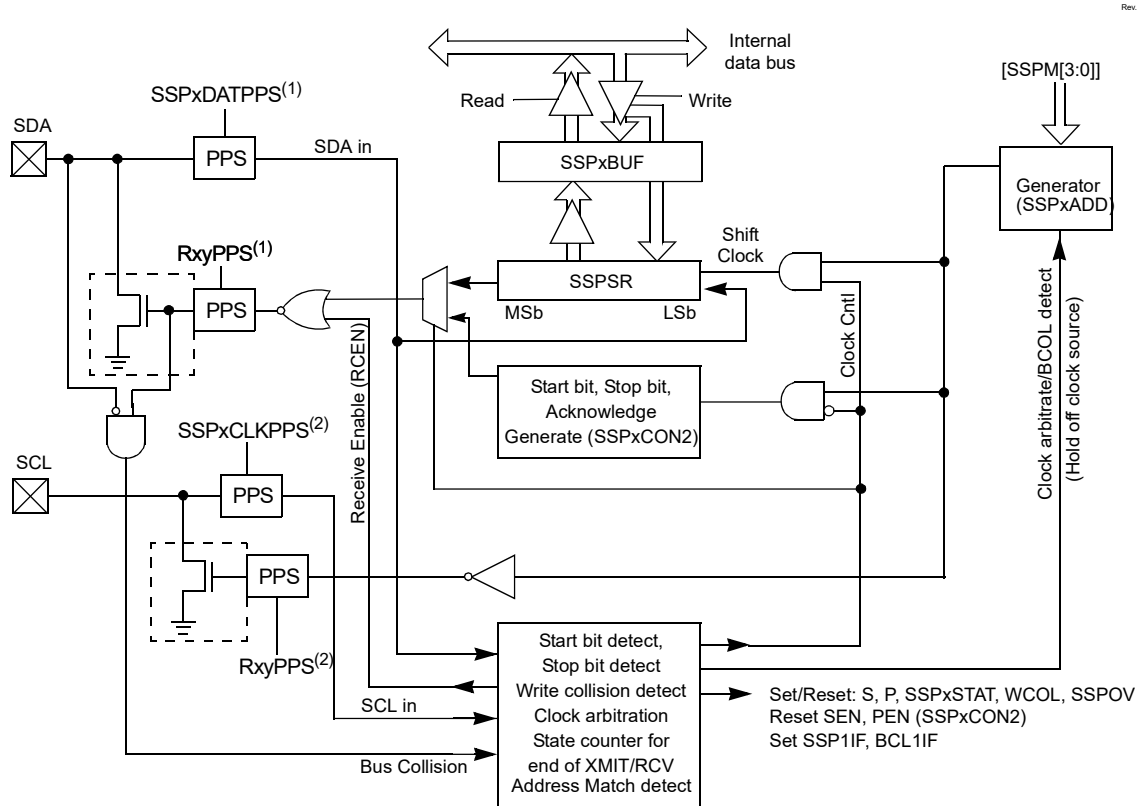 Rev.
Internal
data bus
[SSPM[3:0]]
Read
Write
SSPxDATPPS(1)
SDA
PPS
SDA in
SSPxBUF
Generator
(SSPxADD)
RxyPPS(1)
Shift
Clock
PPS
SSPSR
MSb
LSb
Clock Cntl
Clock arbitrate/BCOL detect
(Hold off clock source)
Receive Enable (RCEN)
Start bit, Stop bit,
Acknowledge
Generate (SSPxCON2)
SSPxCLKPPS(2)
SCL
PPS
PPS
RxyPPS(2)
SCL in
Bus Collision
Start bit detect,
Stop bit detect
Write collision detect
Clock arbitration
State counter for
end of XMIT/RCV
Address Match detect
Set/Reset: S, P, SSPxSTAT, WCOL, SSPOV
Reset SEN, PEN (SSPxCON2)
Set SSP1IF, BCL1IF